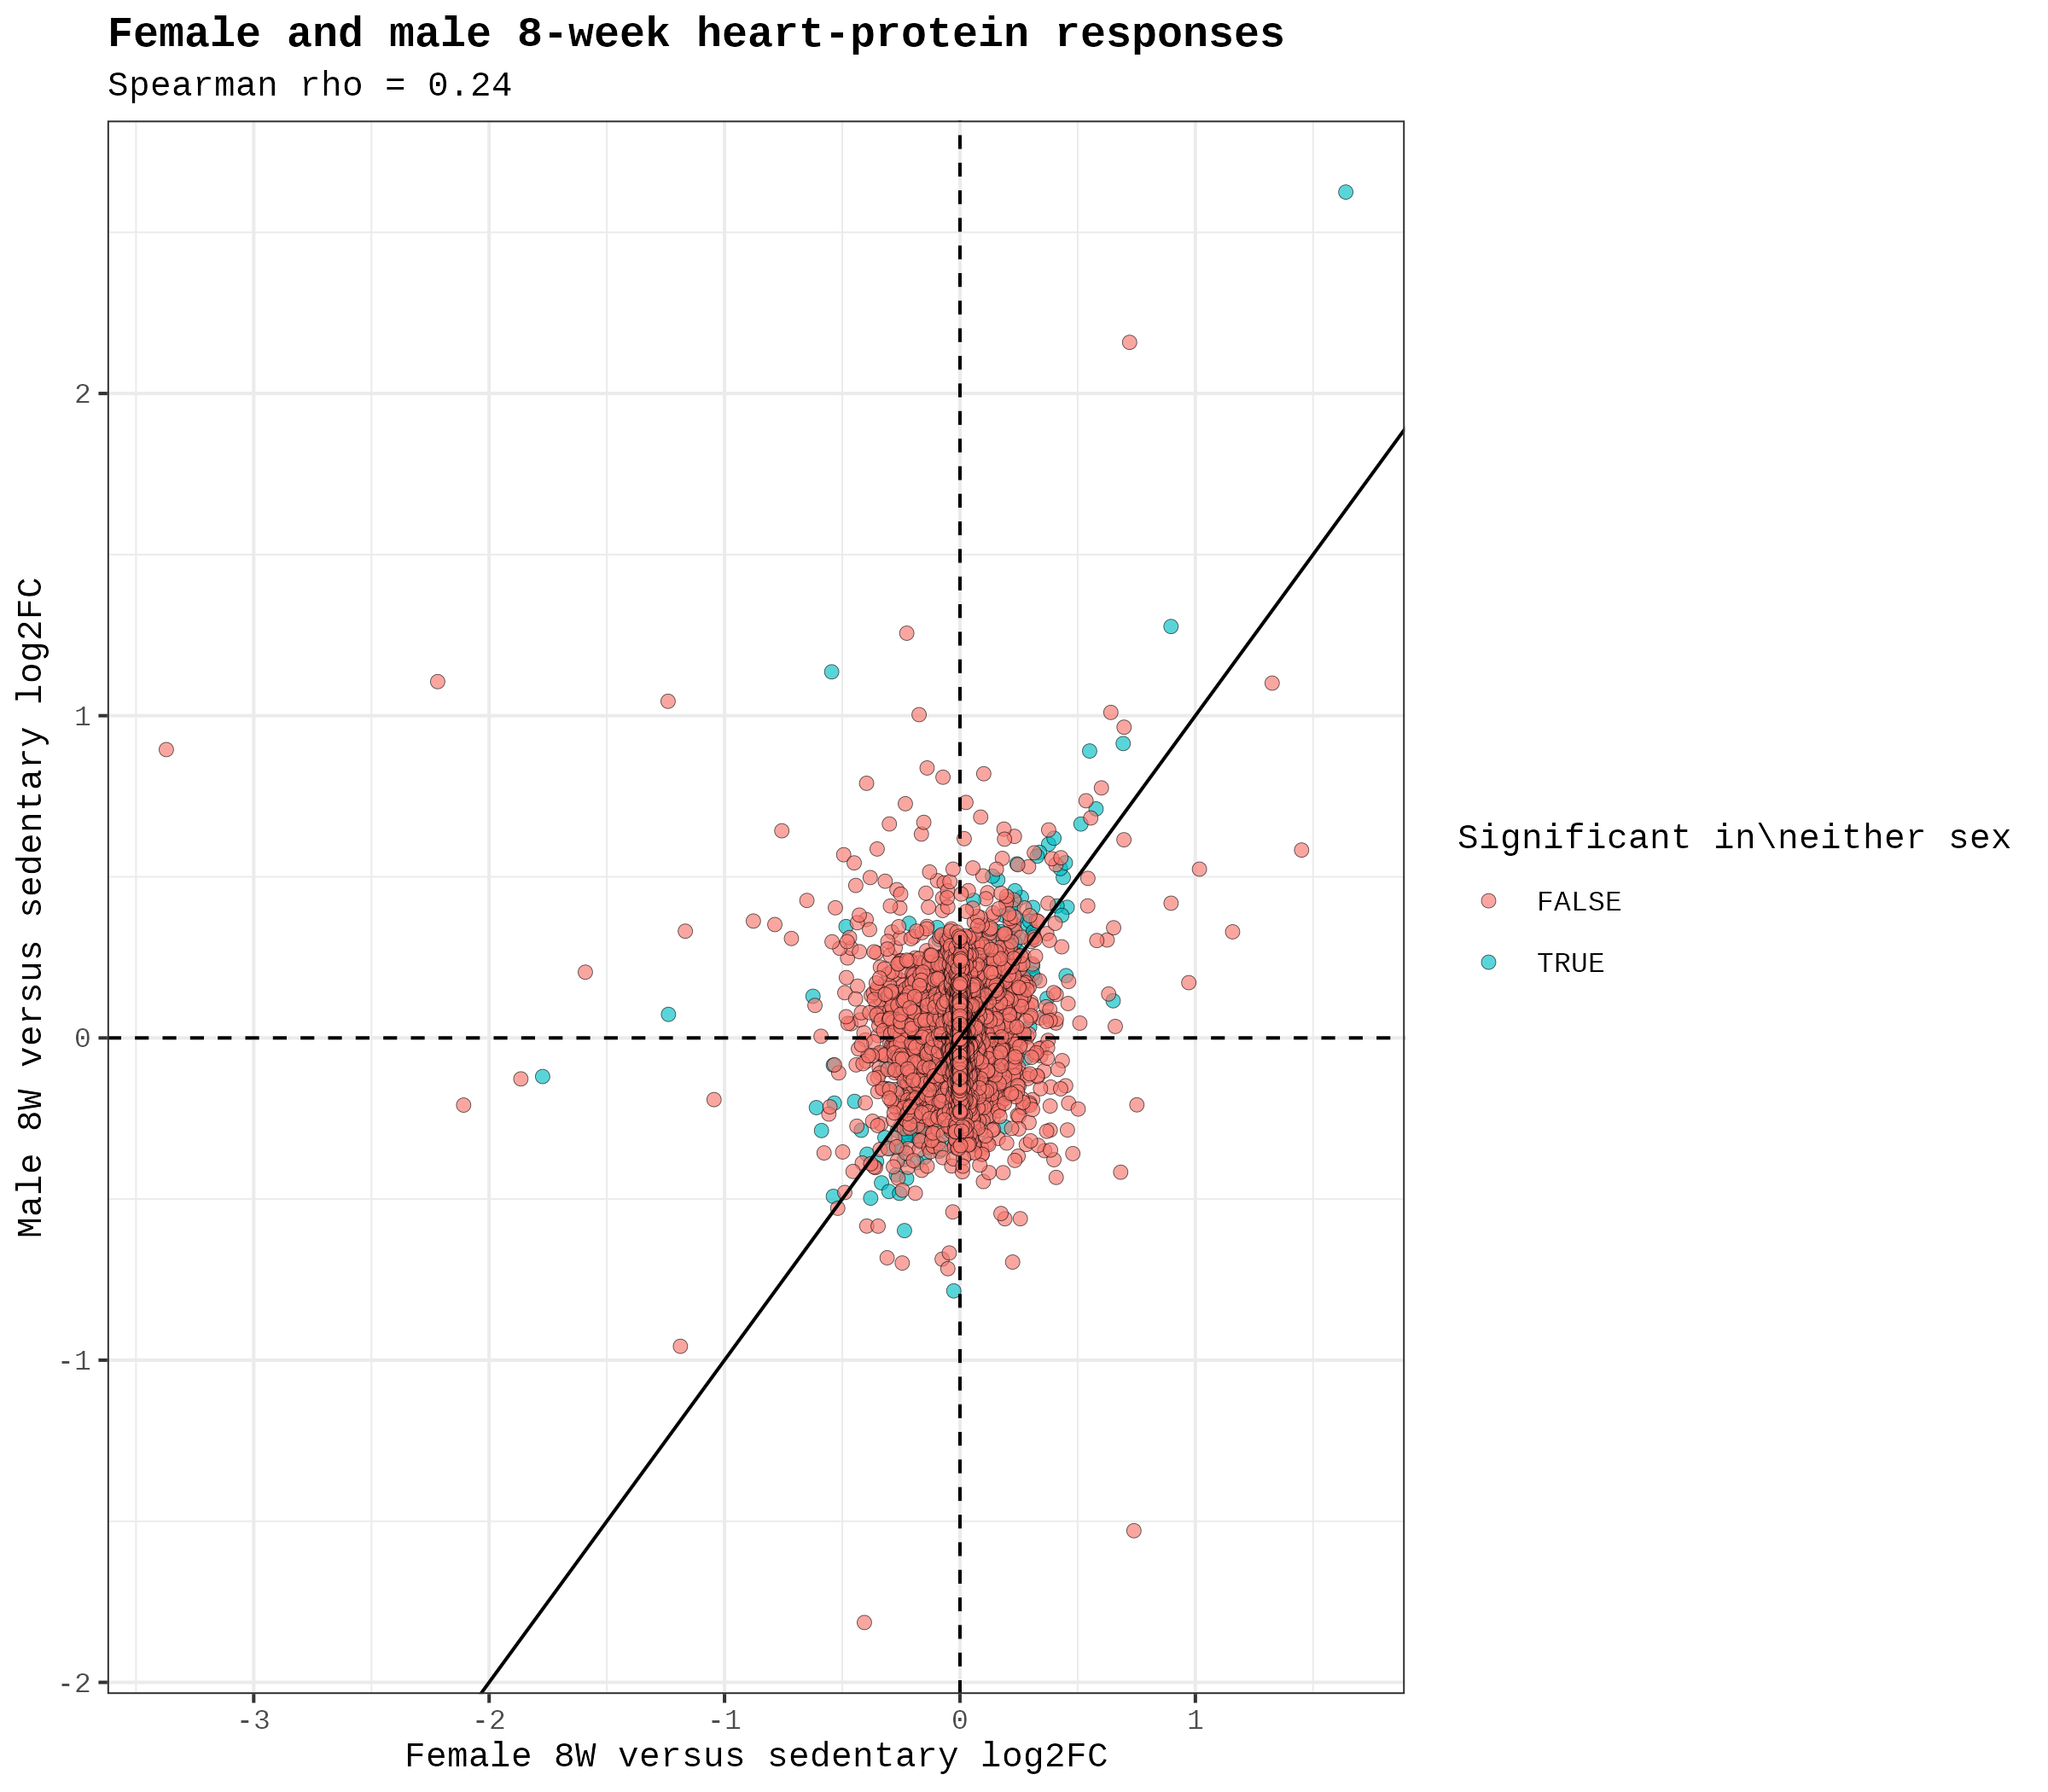 Female and male 8-week heart-protein responses
Spearman rho = 0.24
Male 8W versus sedentary log2FC
2
1
0
-1
-2
-3
-2
-1
0
1
Female 8W versus sedentary log2FC
Significant in\neither sex
FALSE
TRUE